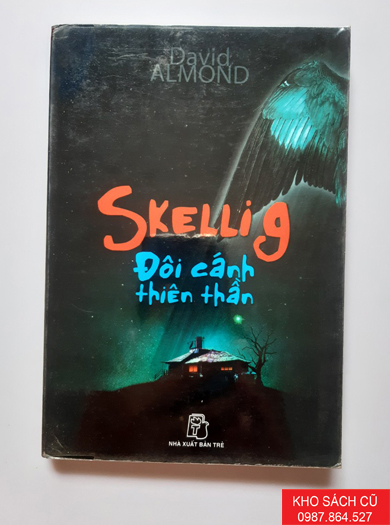 David
ALMOND
SKELLIG
Đôi cánh
thiên thần
NHÀ XUẤT BẢN TRẺ
KHO SÁCH CŨ
0987.864.527